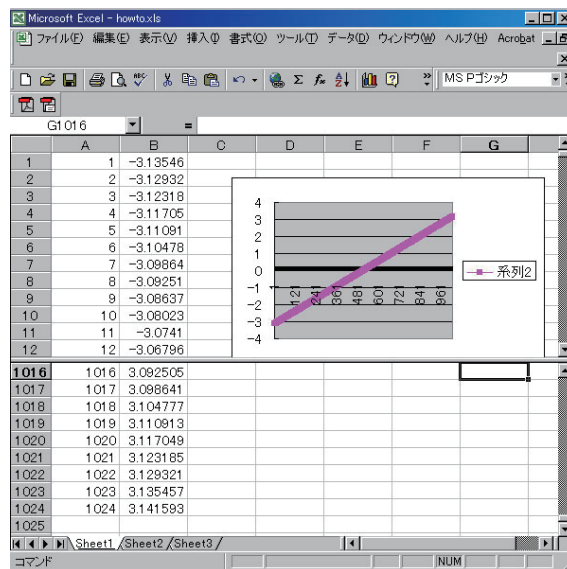 Microsoft Excel - howto.xls
ファイル(F) 編集(E) 表示(V) 挿入(I) 書式(O) ツール(T) データ(D) ウィンドウ(W) ヘルプ(H) Acrobat
MS Pゴシック
G1016 =
A B C D E F G
1 1 -3.13546
2 2 -3.12932
3 3 -3.12318
4 4 -3.11705
5 5 -3.11091
6 6 -3.10478
7 7 -3.09864
8 8 -3.09251
9 9 -3.08637
10 10 -3.08023
11 11 -3.0741
12 12 -3.06796
4
3
2
1
0
-1
-2
-3
-4
1 121 241 361 481 601 721 841 961
系列2
1016 1016 3.092505
1017 1017 3.098641
1018 1018 3.104777
1019 1019 3.110913
1020 1020 3.117049
1021 1021 3.123185
1022 1022 3.129321
1023 1023 3.135457
1024 1024 3.141593
1025
Sheet1 Sheet2 Sheet3
コマンド NUM